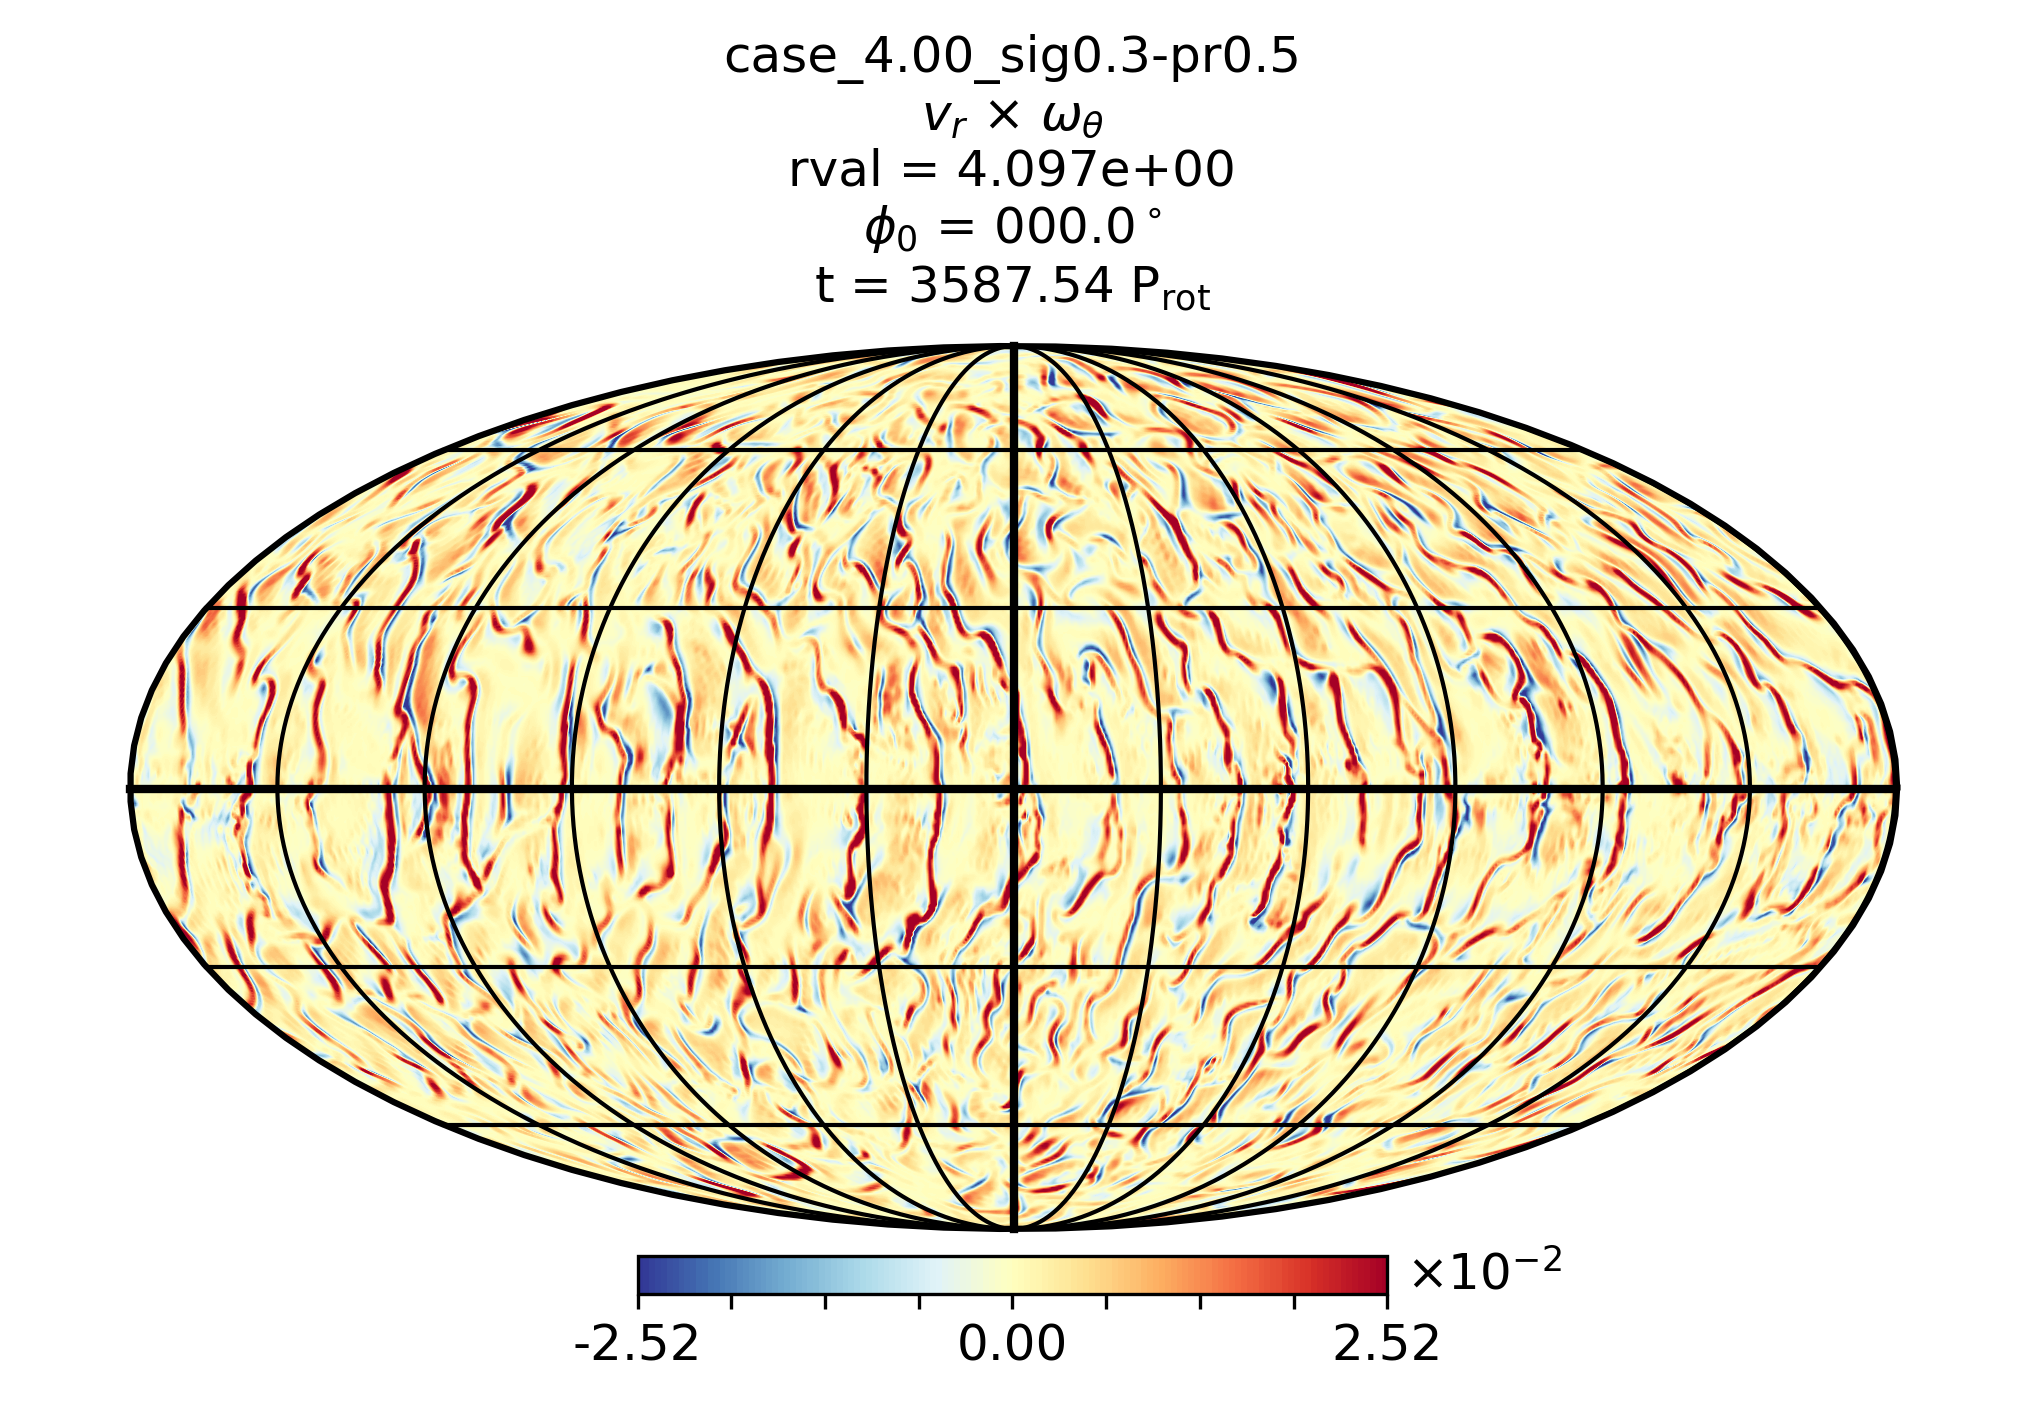 case_4.00_sig0.3-pr0.5
v_r × ω_θ
rval = 4.097e+00
ϕ_0 = 000.0°
t = 3587.54 P_rot
×10^−2
-2.52 0.00 2.52